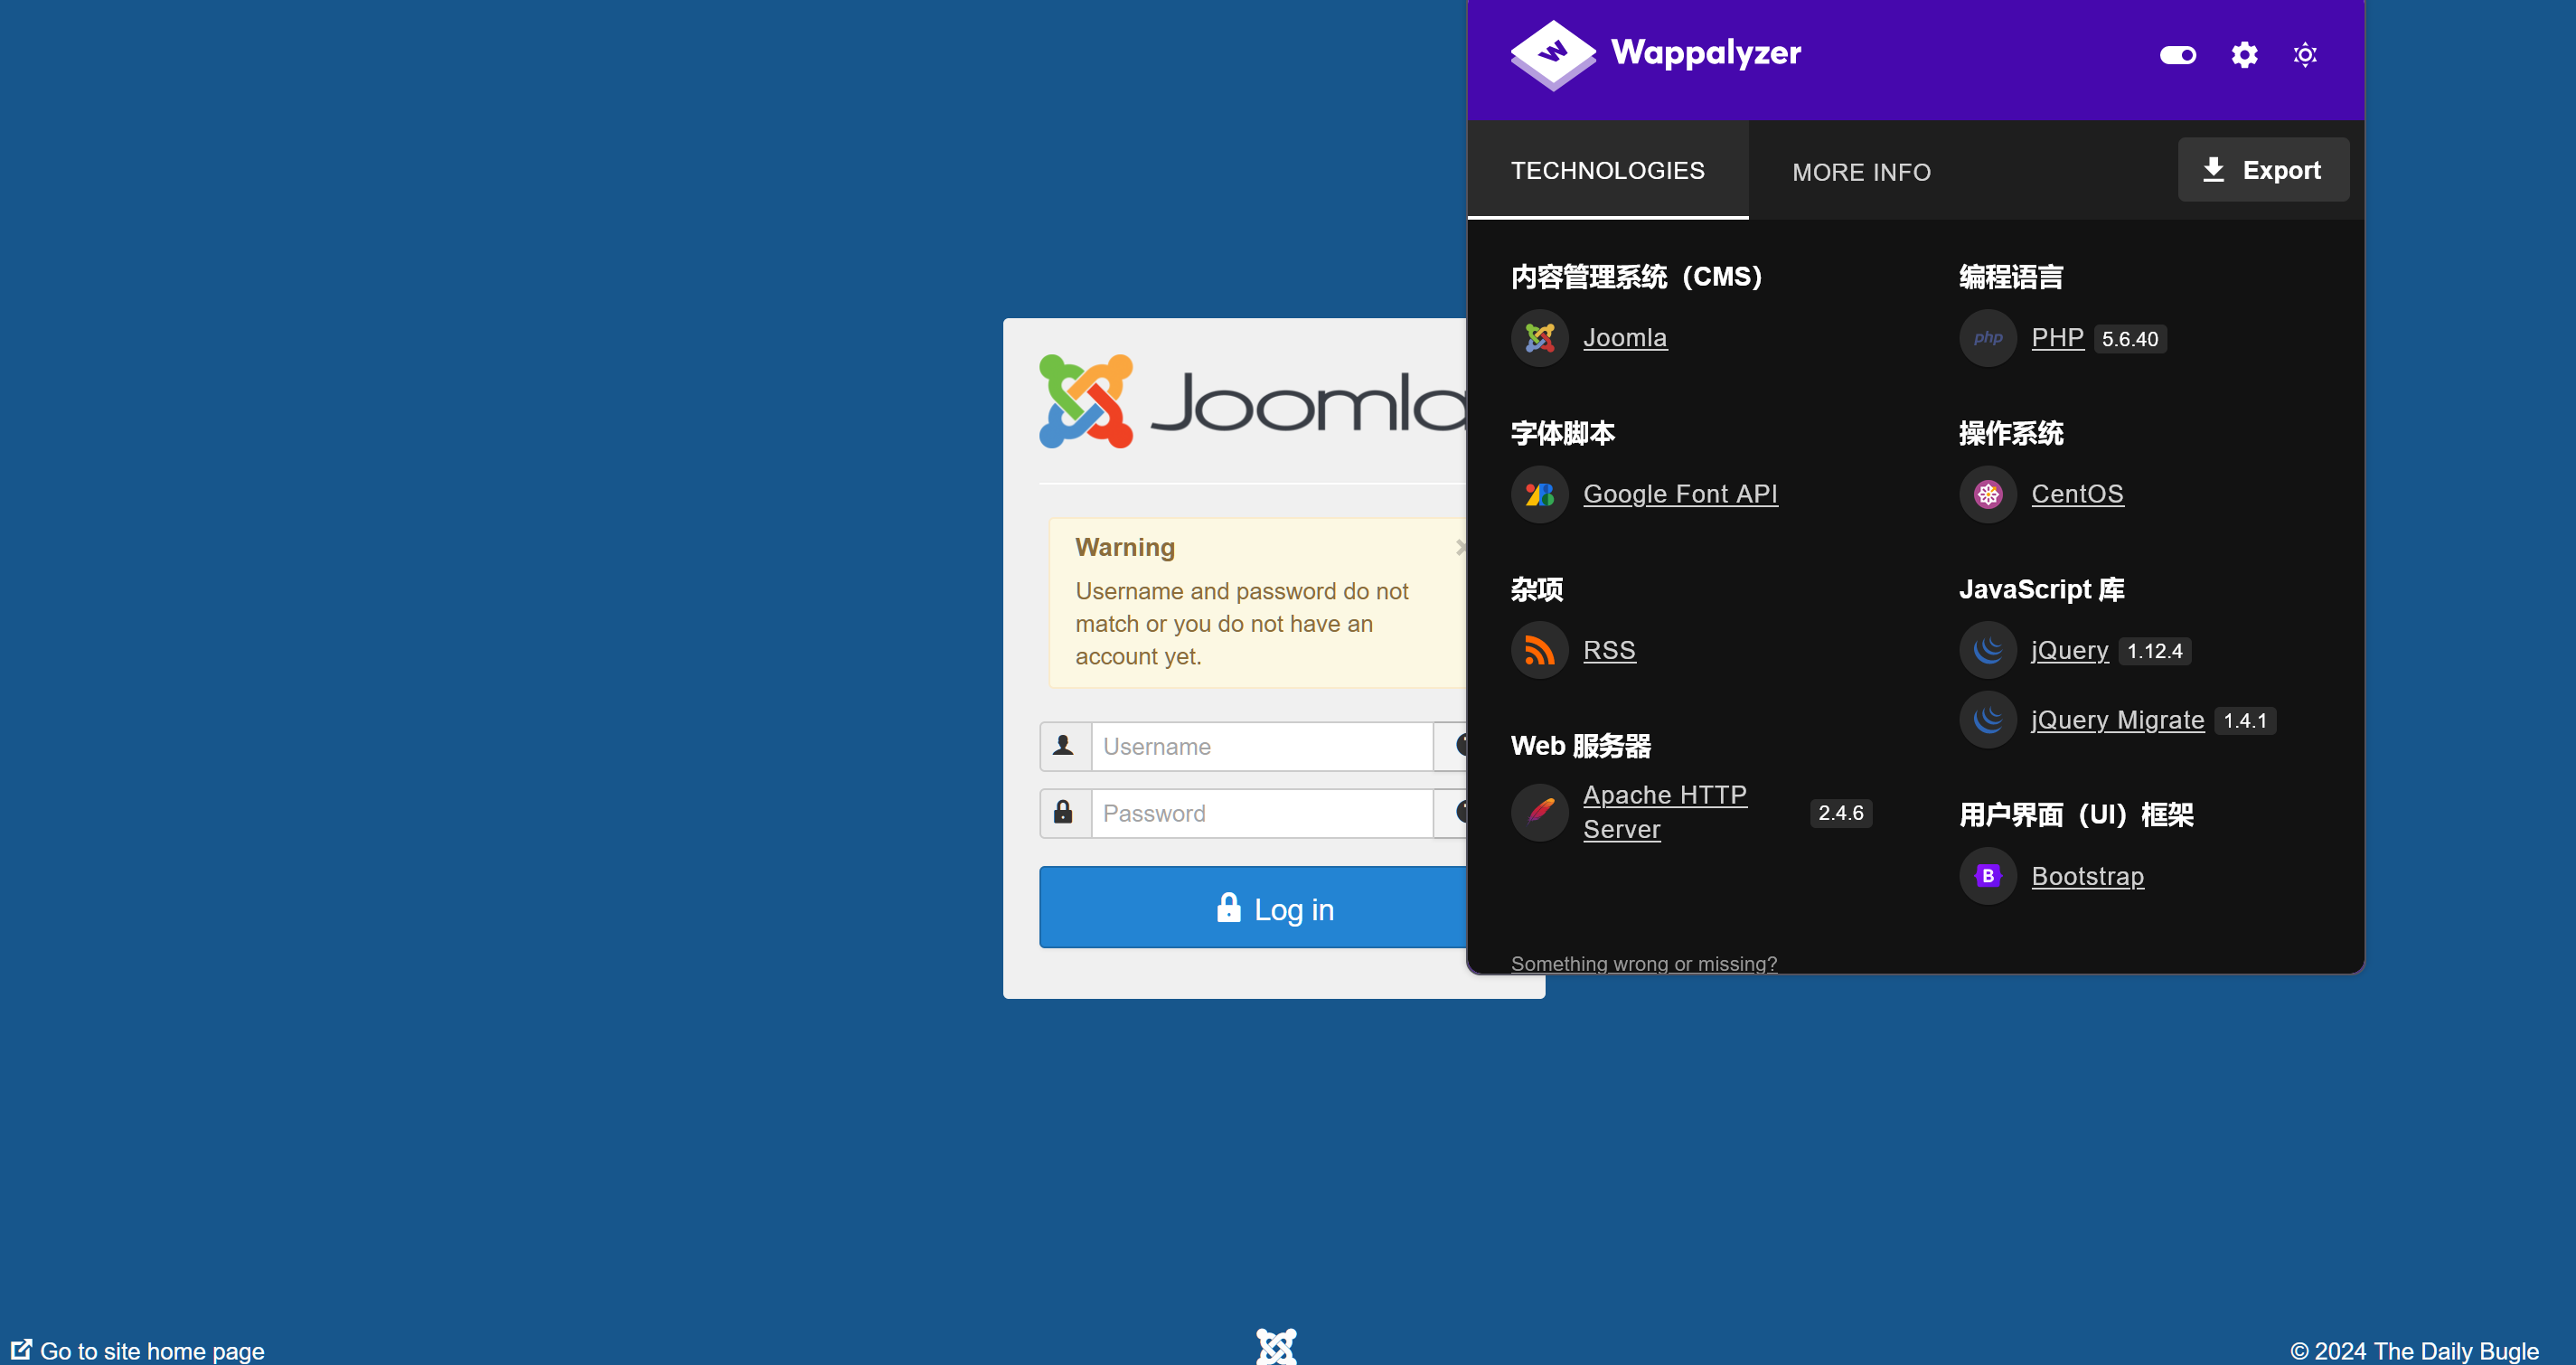 Joomla
Warning
Username and password do not
match or you do not have an
account yet.
Username
Password
Log in
Wappalyzer
TECHNOLOGIES
MORE INFO
Export
内容管理系统（CMS）
Joomla
字体脚本
Google Font API
杂项
RSS
Web 服务器
Apache HTTP
Server
2.4.6
编程语言
PHP 5.6.40
操作系统
CentOS
JavaScript 库
jQuery 1.12.4
jQuery Migrate 1.4.1
用户界面（UI）框架
Bootstrap
Something wrong or missing?
Go to site home page
© 2024 The Daily Bugle